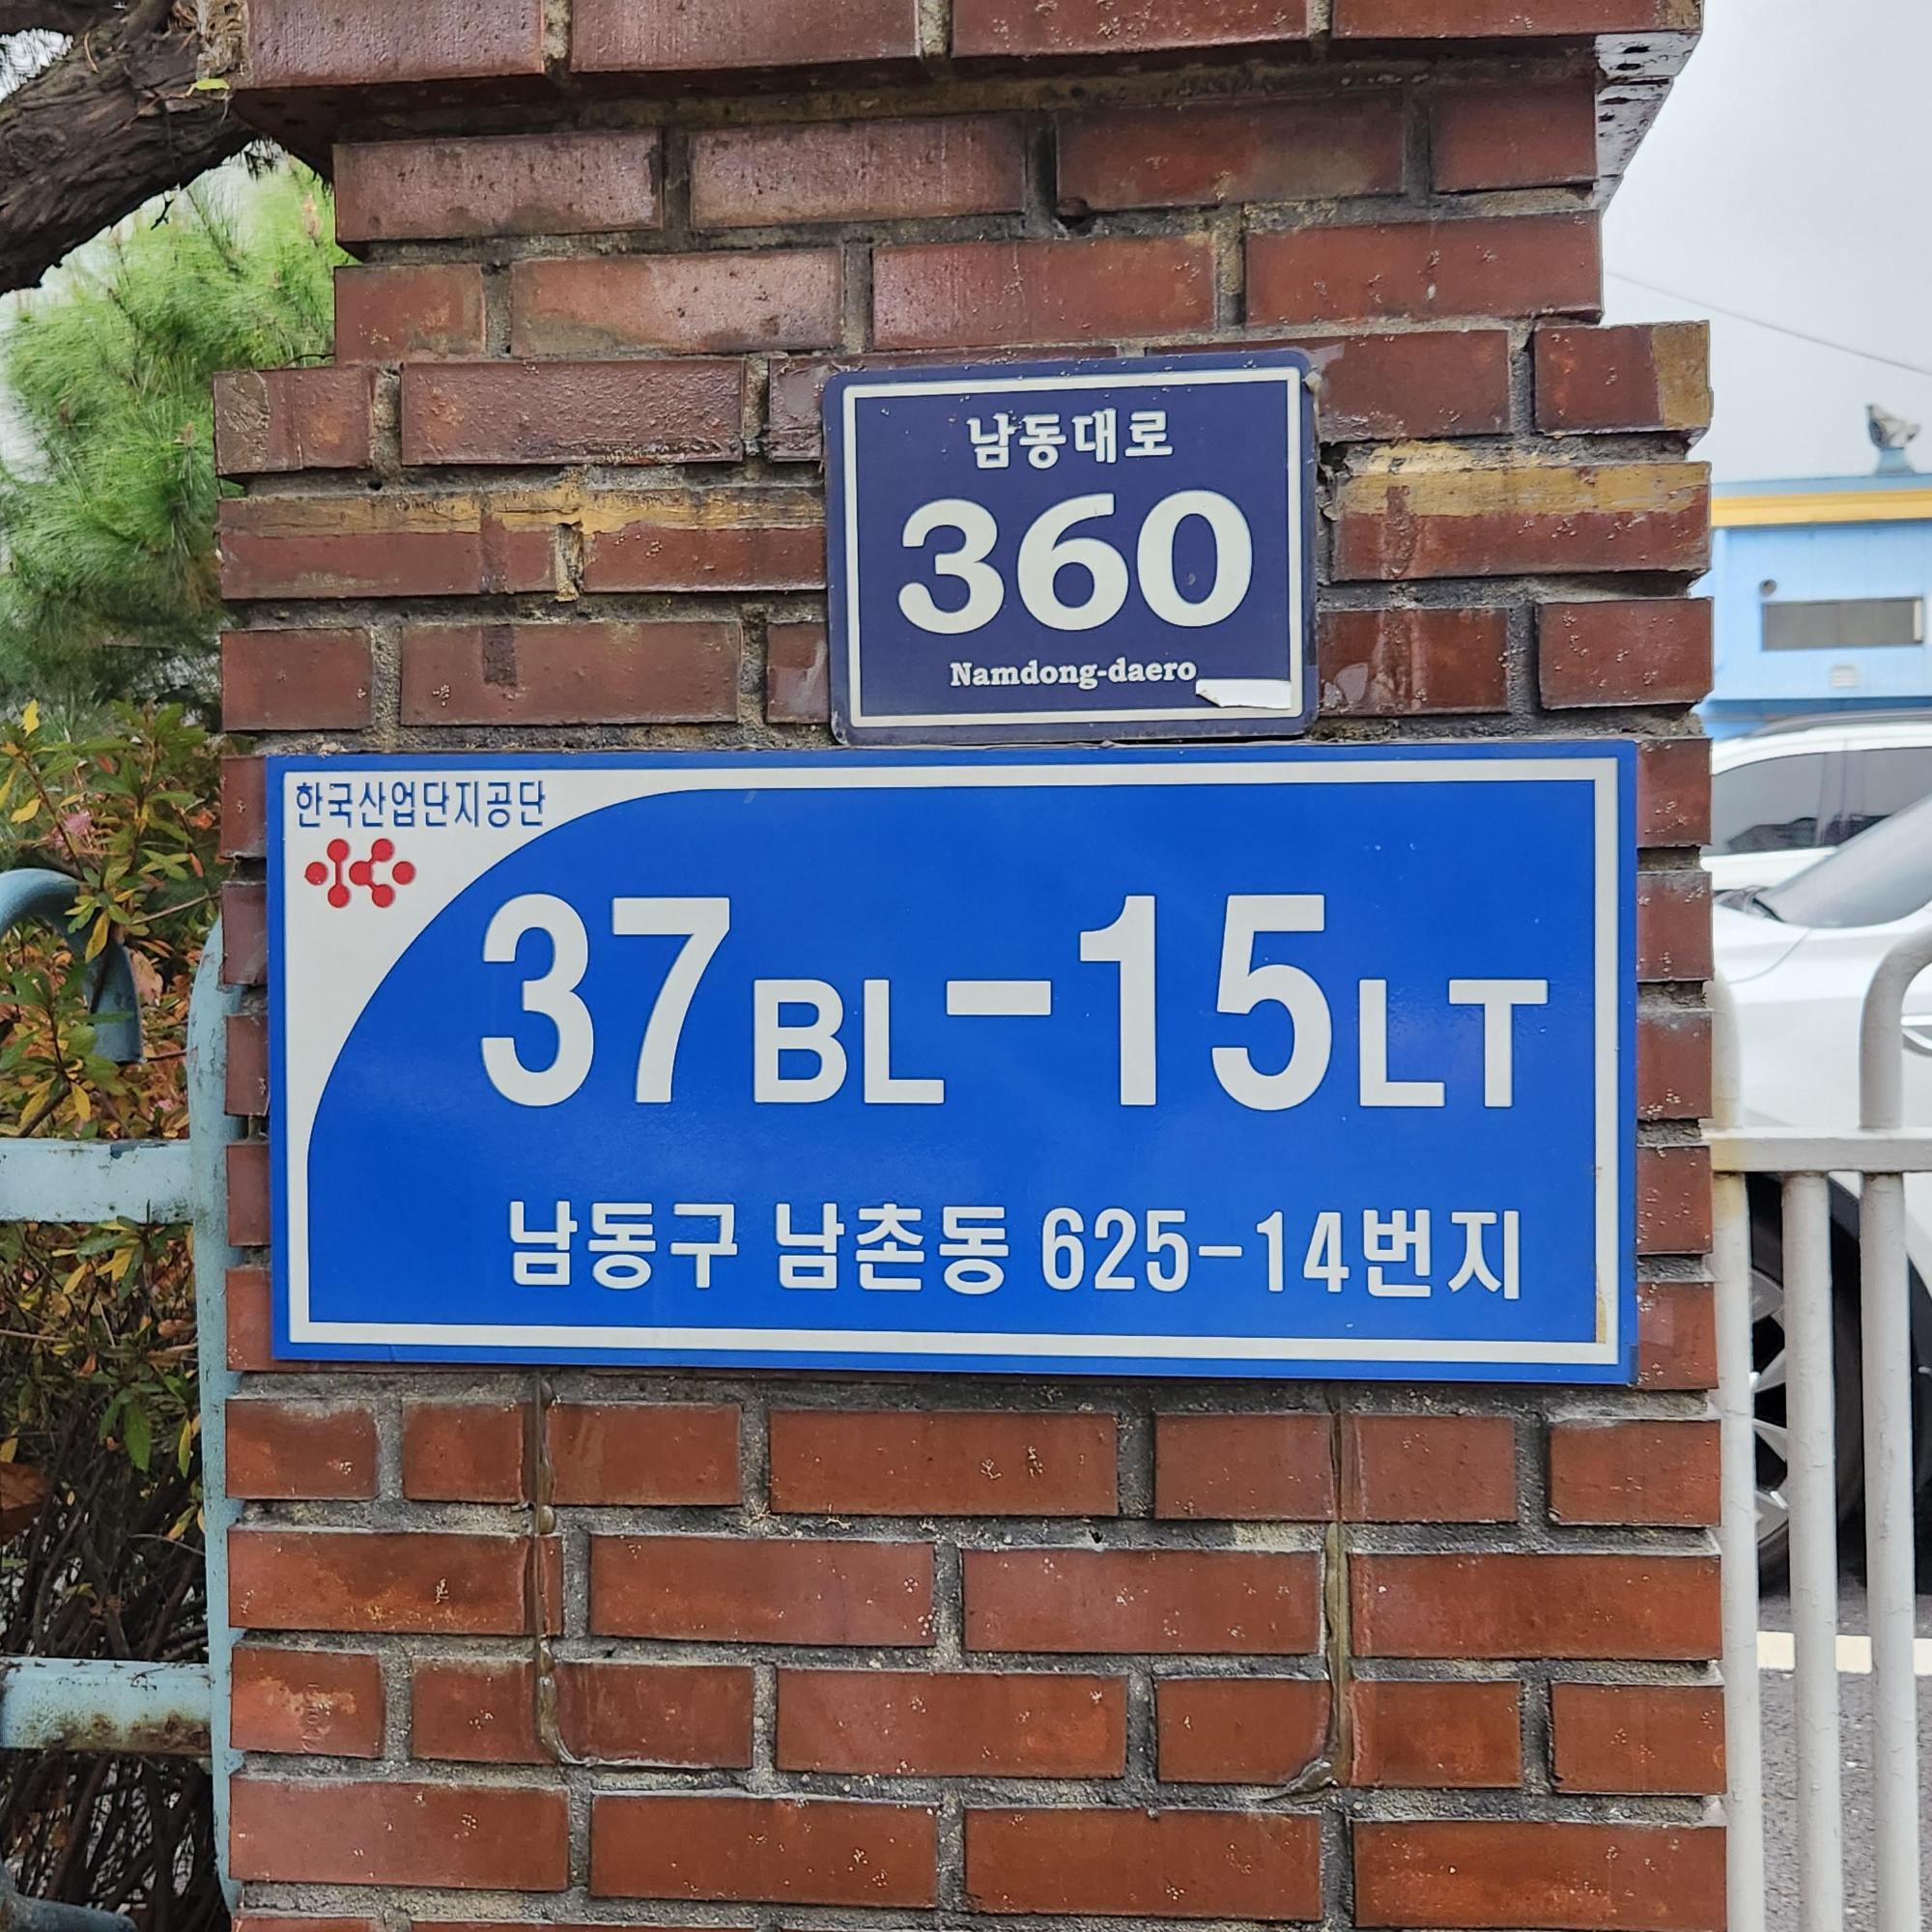 남동대로
360
Namdong-daero
한국산업단지공단
37BL-15LT
남동구 남촌동 625-14번지